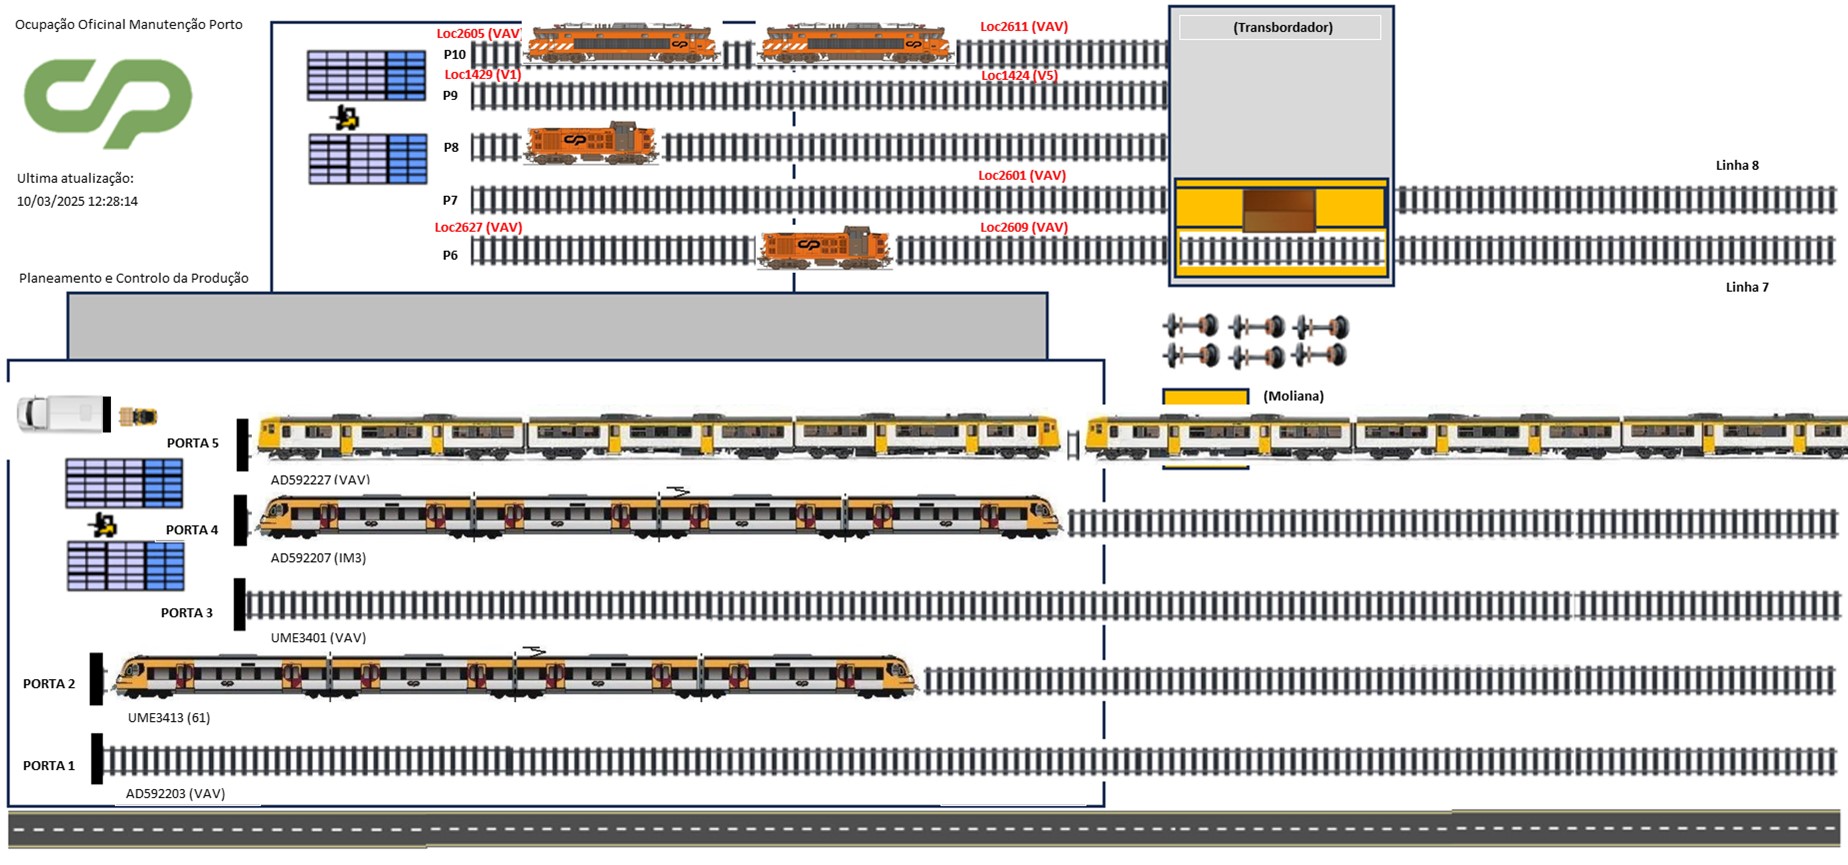 Ocupação Oficinal Manutenção Porto
Loc2605 (VAV)
Loc2611 (VAV)
(Transbordador)
P10
Loc1429 (V1)
Loc1424 (V5)
P9
P8
Ultima atualização:
10/03/2025 12:28:14
Loc2601 (VAV)
Linha 8
P7
Loc2627 (VAV)
Loc2609 (VAV)
P6
Planeamento e Controlo da Produção
Linha 7
(Moliana)
PORTA 5
AD592227 (VAV)
PORTA 4
AD592207 (IM3)
PORTA 3
UME3401 (VAV)
PORTA 2
UME3413 (61)
PORTA 1
AD592203 (VAV)